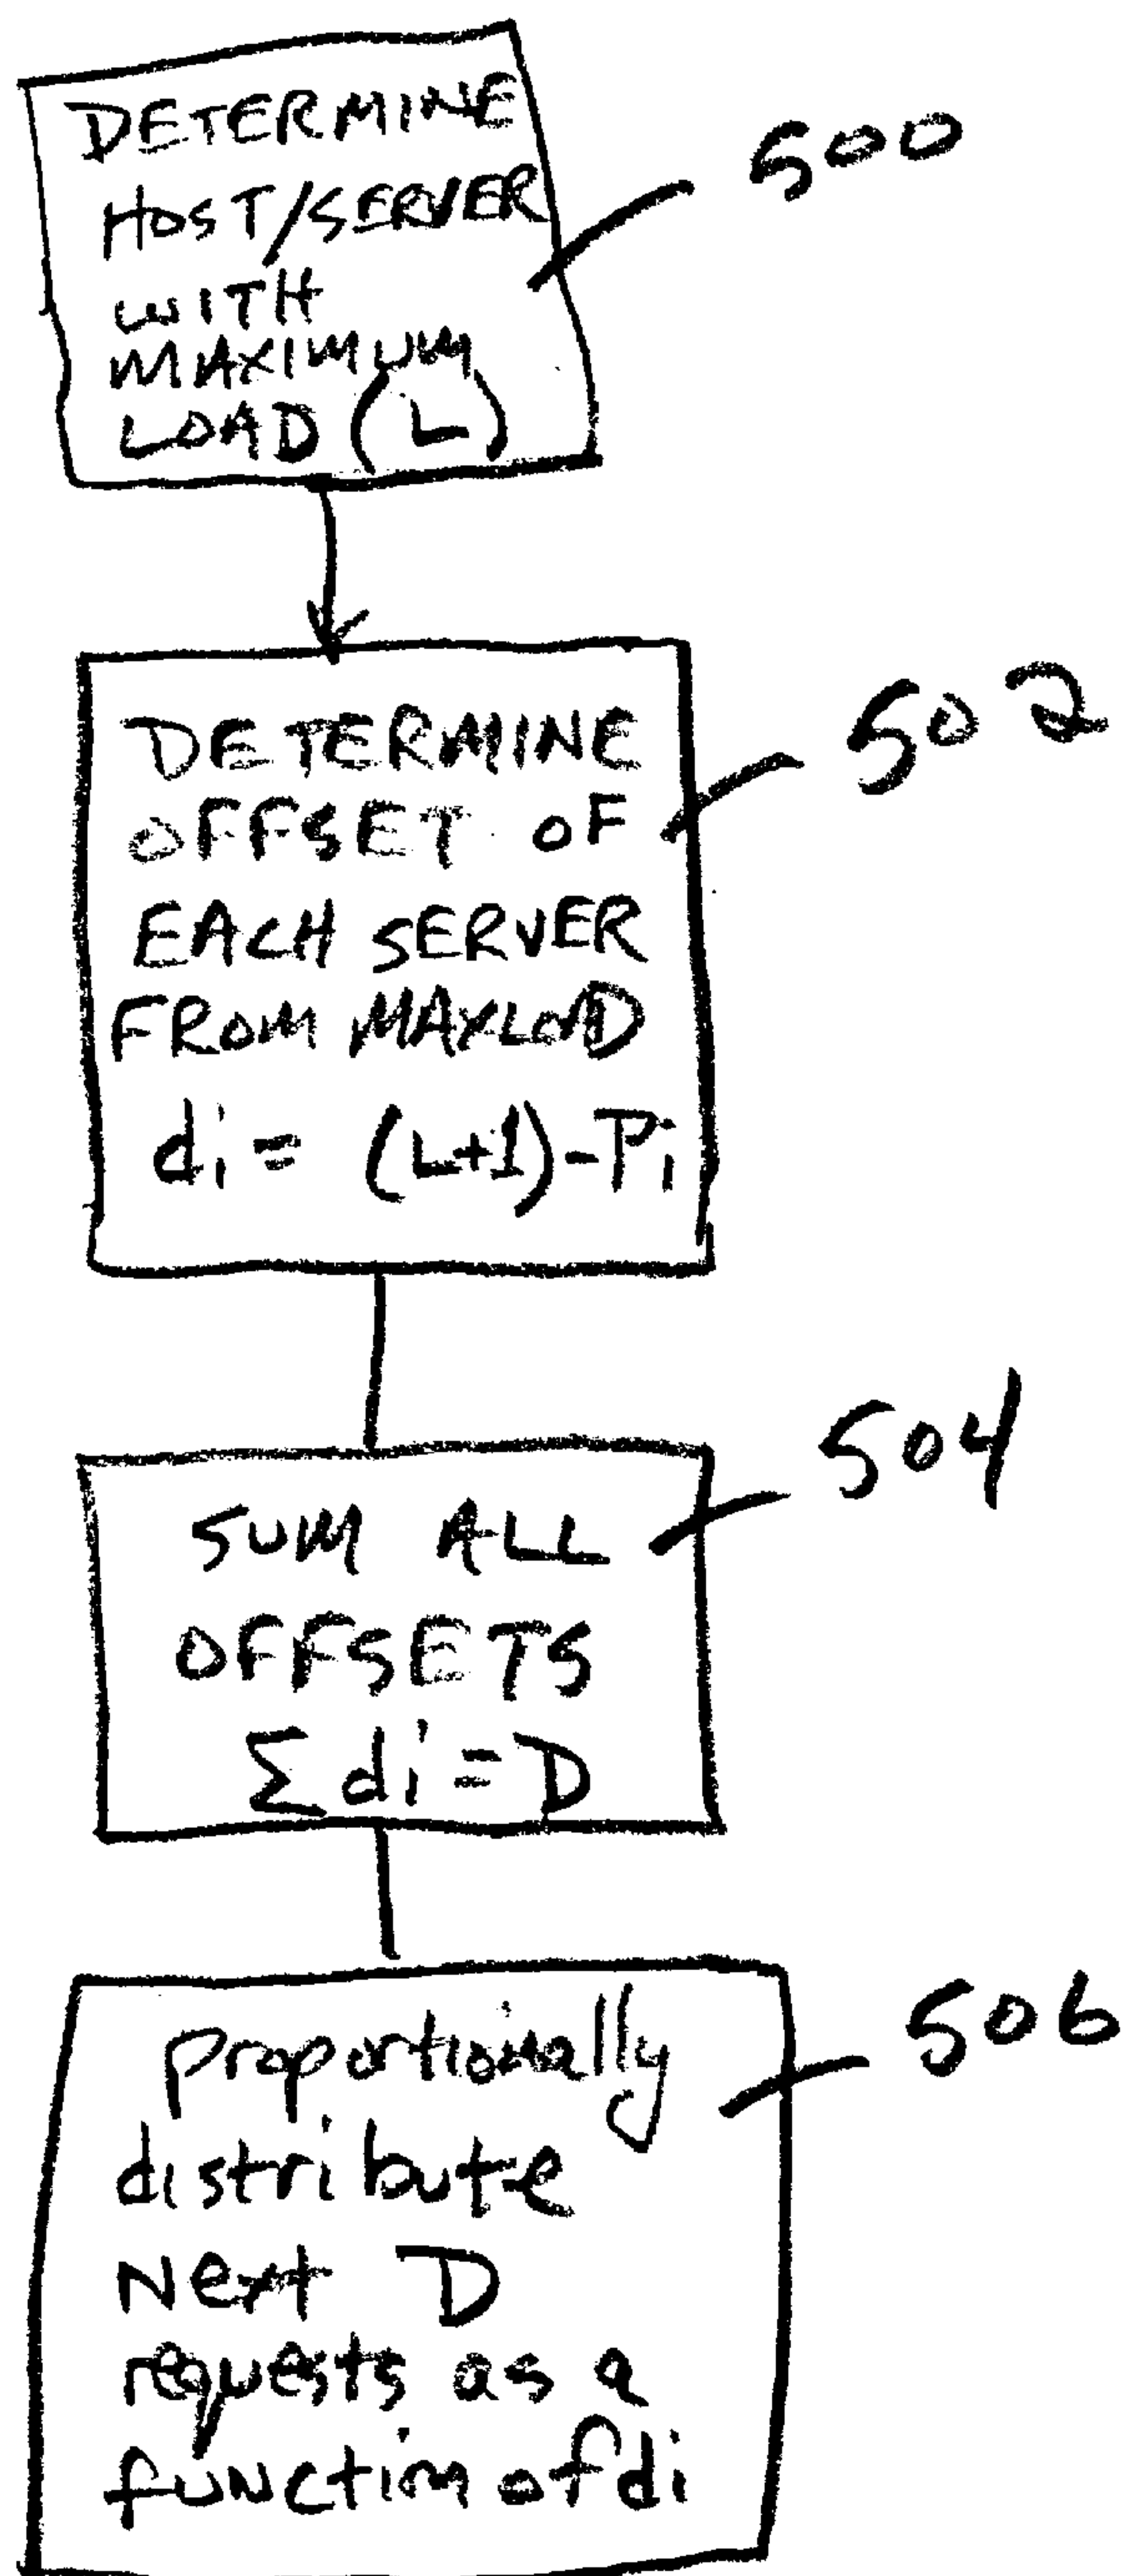 DETERMINE
HOST/SERVER
WITH
MAXIMUM
LOAD (L)
500
DETERMINE
OFFSET OF
EACH SERVER
FROM MAXLOAD
di = (L+1)-Pi
502
SUM ALL
OFFSETS
Σ di = D
504
proportionally
distribute
Next D
requests as a
function of di
506